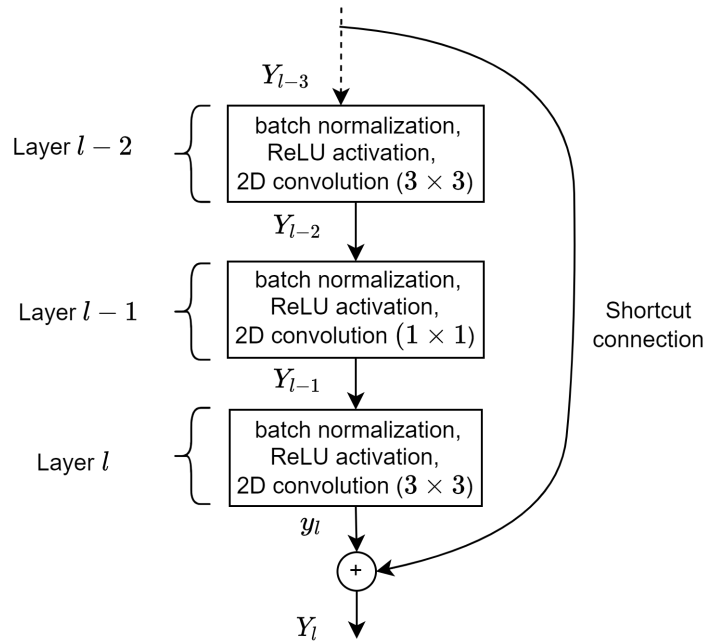 Y_{l−3}
batch normalization,
ReLU activation,
2D convolution (3 × 3)
Layer l − 2
Y_{l−2}
batch normalization,
ReLU activation,
2D convolution (1 × 1)
Layer l − 1
Shortcut
connection
Y_{l−1}
batch normalization,
ReLU activation,
2D convolution (3 × 3)
Layer l
y_l
+
Y_l